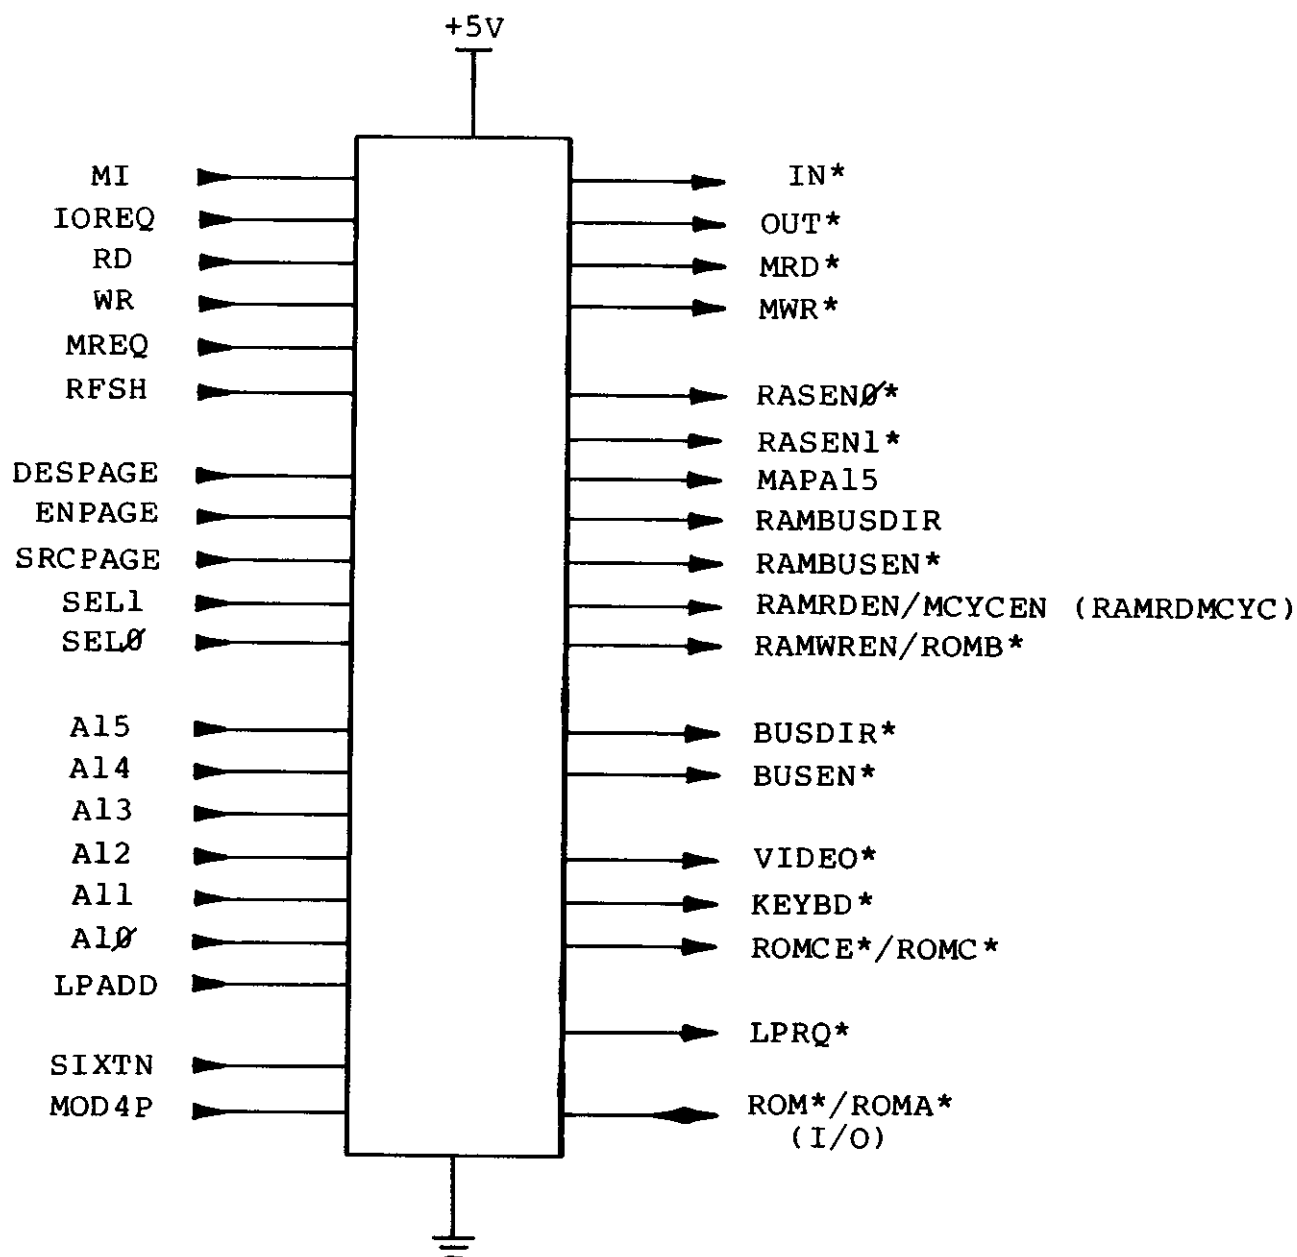 +5V
MI
IOREQ
RD
WR
MREQ
RFSH
DESPAGE
ENPAGE
SRCPAGE
SEL1
SELØ
A15
A14
A13
A12
A11
A1Ø
LPADD
SIXTN
MOD4P
IN*
OUT*
MRD*
MWR*
RASENØ*
RASEN1*
MAPA15
RAMBUSDIR
RAMBUSEN*
RAMRDEN/MCYCEN (RAMRDMCYC)
RAMWREN/ROMB*
BUSDIR*
BUSEN*
VIDEO*
KEYBD*
ROMCE*/ROMC*
LPRQ*
ROM*/ROMA*
(I/O)